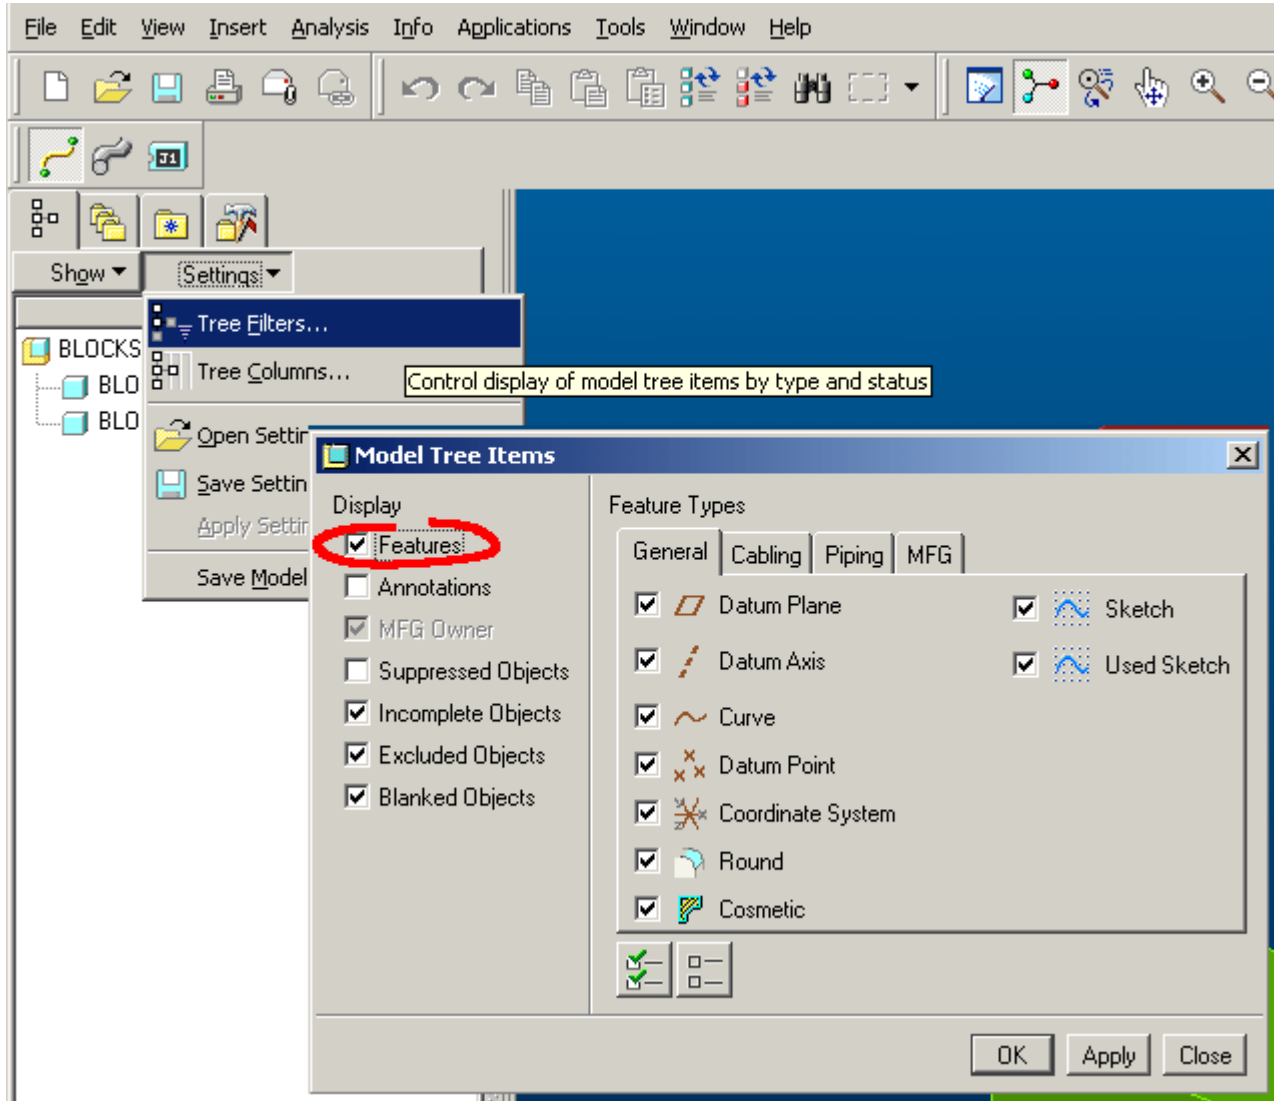 File Edit View Insert Analysis Info Applications Tools Window Help
J1
Show Settings
Tree Filters...
BLOCKS
Tree Columns...
Control display of model tree items by type and status
BLO
BLO
Open Settin
Model Tree Items
Save Settin
Apply Settin
Save Model
Display
Features
Annotations
MFG Owner
Suppressed Objects
Incomplete Objects
Excluded Objects
Blanked Objects
Feature Types
General Cabling Piping MFG
Datum Plane Sketch
Datum Axis Used Sketch
Curve
Datum Point
Coordinate System
Round
Cosmetic
OK Apply Close